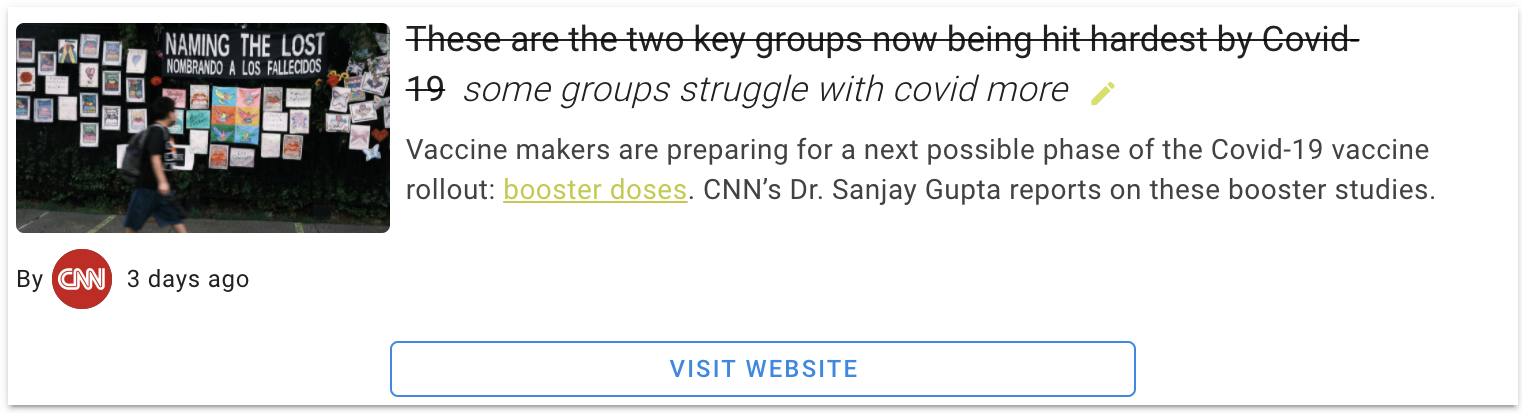 NAMING THE LOST
NOMBRANDO A LOS FALLECIDOS
These are the two key groups now being hit hardest by Covid-
19 some groups struggle with covid more
Vaccine makers are preparing for a next possible phase of the Covid-19 vaccine
rollout: booster doses. CNN’s Dr. Sanjay Gupta reports on these booster studies.
By CNN 3 days ago
VISIT WEBSITE